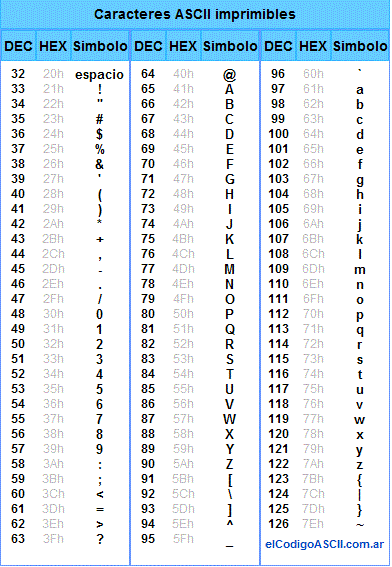 Caracteres ASCII imprimibles
DEC HEX Simbolo DEC HEX Simbolo DEC HEX Simbolo
32 20h espacio 64 40h @ 96 60h `
33 21h ! 65 41h A 97 61h a
34 22h " 66 42h B 98 62h b
35 23h # 67 43h C 99 63h c
36 24h $ 68 44h D 100 64h d
37 25h % 69 45h E 101 65h e
38 26h & 70 46h F 102 66h f
39 27h ' 71 47h G 103 67h g
40 28h ( 72 48h H 104 68h h
41 29h ) 73 49h I 105 69h i
42 2Ah * 74 4Ah J 106 6Ah j
43 2Bh + 75 4Bh K 107 6Bh k
44 2Ch , 76 4Ch L 108 6Ch l
45 2Dh - 77 4Dh M 109 6Dh m
46 2Eh . 78 4Eh N 110 6Eh n
47 2Fh / 79 4Fh O 111 6Fh o
48 30h 0 80 50h P 112 70h p
49 31h 1 81 51h Q 113 71h q
50 32h 2 82 52h R 114 72h r
51 33h 3 83 53h S 115 73h s
52 34h 4 84 54h T 116 74h t
53 35h 5 85 55h U 117 75h u
54 36h 6 86 56h V 118 76h v
55 37h 7 87 57h W 119 77h w
56 38h 8 88 58h X 120 78h x
57 39h 9 89 59h Y 121 79h y
58 3Ah : 90 5Ah Z 122 7Ah z
59 3Bh ; 91 5Bh [ 123 7Bh {
60 3Ch < 92 5Ch \ 124 7Ch |
61 3Dh = 93 5Dh ] 125 7Dh }
62 3Eh > 94 5Eh ^ 126 7Eh ~
63 3Fh ? 95 5Fh _ elCodigoASCII.com.ar